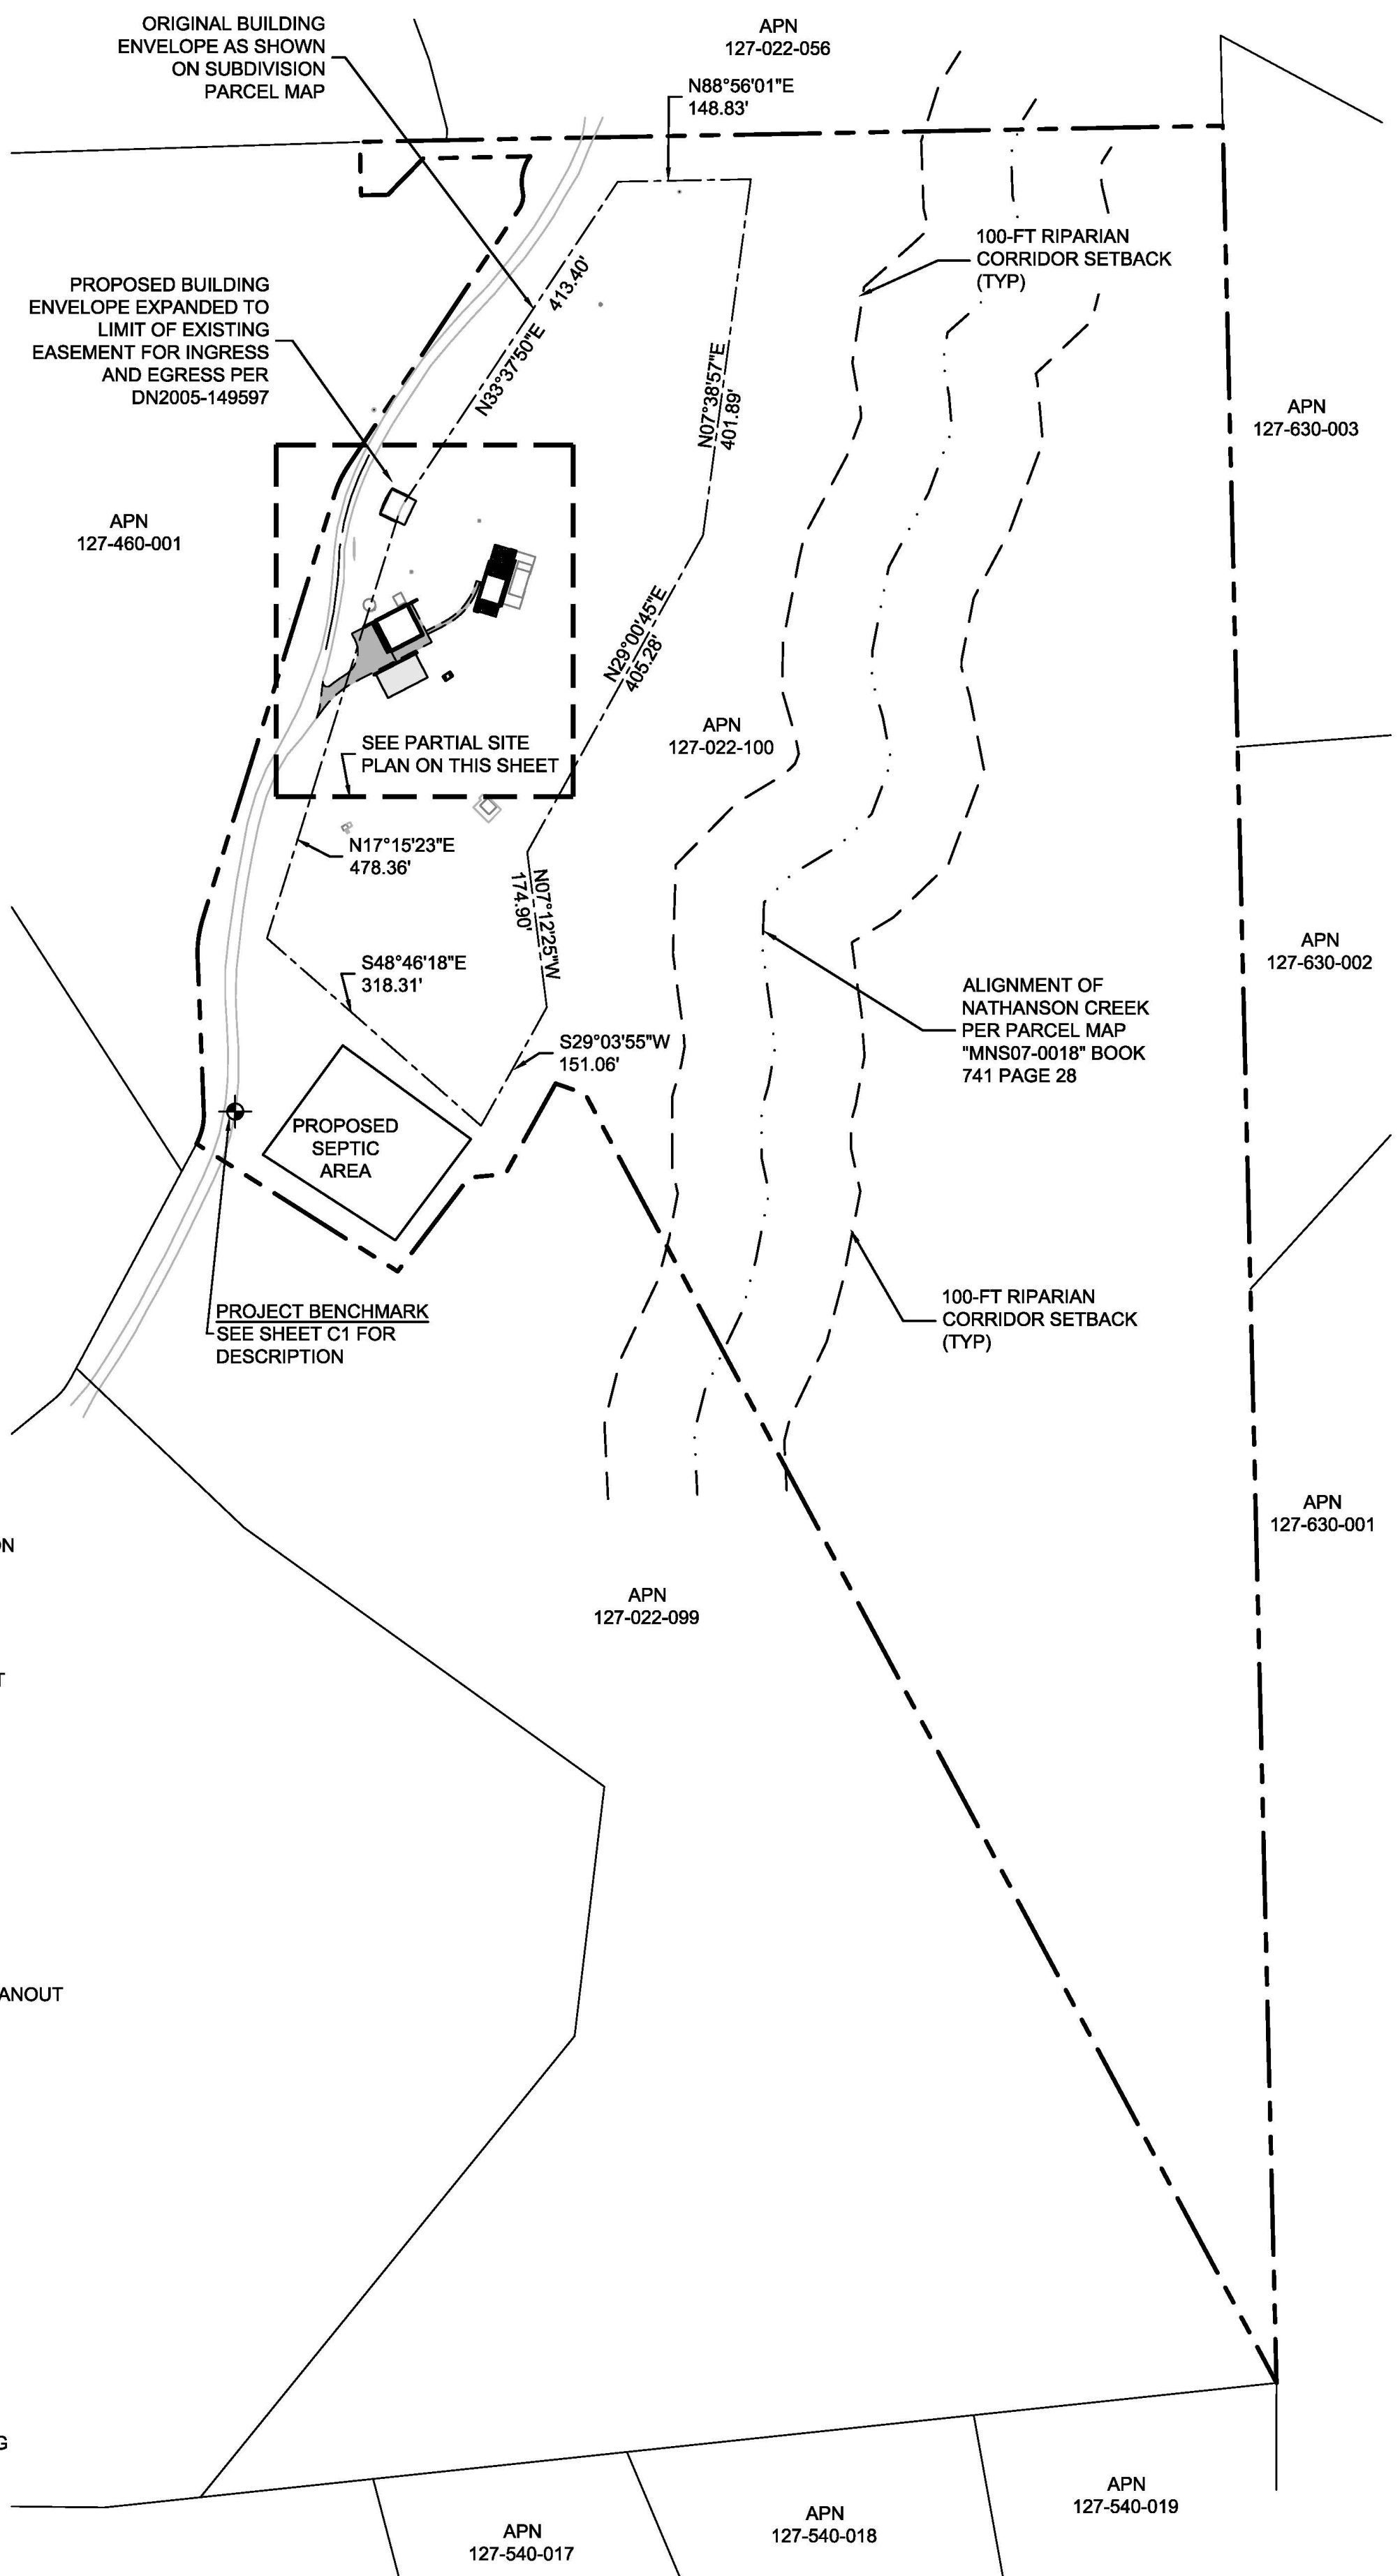 ORIGINAL BUILDING
ENVELOPE AS SHOWN
ON SUBDIVISION
PARCEL MAP
APN
127-022-056
N88°56'01"E
148.83'
100-FT RIPARIAN
CORRIDOR SETBACK
(TYP)
PROPOSED BUILDING
ENVELOPE EXPANDED TO
LIMIT OF EXISTING
EASEMENT FOR INGRESS
AND EGRESS PER
DN2005-149597
N33°37'50"E 413.40'
N07°38'57"E
401.89'
APN
127-630-003
APN
127-460-001
N29°00'45"E
405.28'
APN
127-022-100
SEE PARTIAL SITE
PLAN ON THIS SHEET
N17°15'23"E
478.36'
N07°12'25"W
174.90'
S48°46'18"E
318.31'
APN
127-630-002
ALIGNMENT OF
NATHANSON CREEK
PER PARCEL MAP
"MNS07-0018" BOOK
741 PAGE 28
S29°03'55"W
151.06'
PROPOSED
SEPTIC
AREA
PROJECT BENCHMARK
SEE SHEET C1 FOR
DESCRIPTION
100-FT RIPARIAN
CORRIDOR SETBACK
(TYP)
APN
127-630-001
ON
APN
127-022-099
T
ANOUT
G
APN
127-540-017
APN
127-540-018
APN
127-540-019